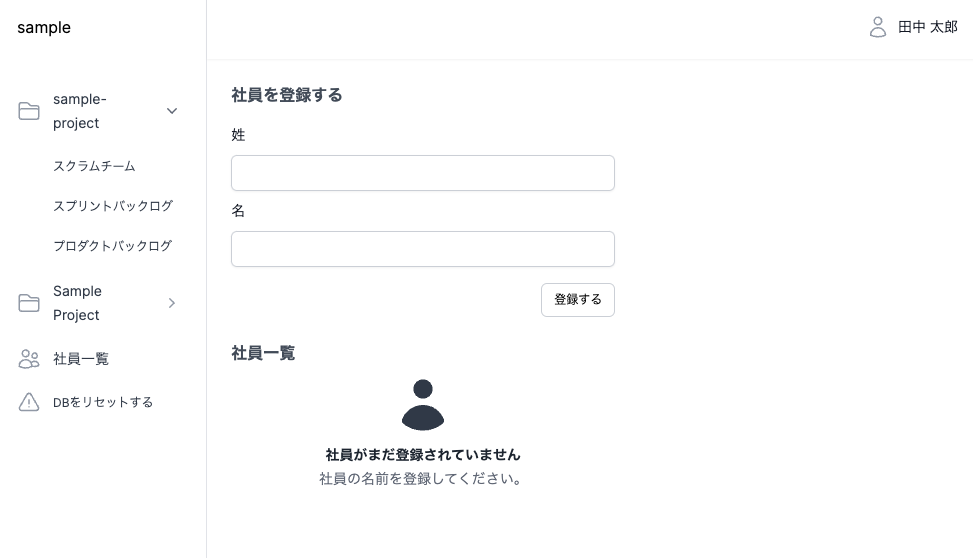 sample
田中 太郎
sample-
project
スクラムチーム
スプリントバックログ
プロダクトバックログ
Sample
Project
社員一覧
DBをリセットする
社員を登録する
姓
名
登録する
社員一覧
社員がまだ登録されていません
社員の名前を登録してください。